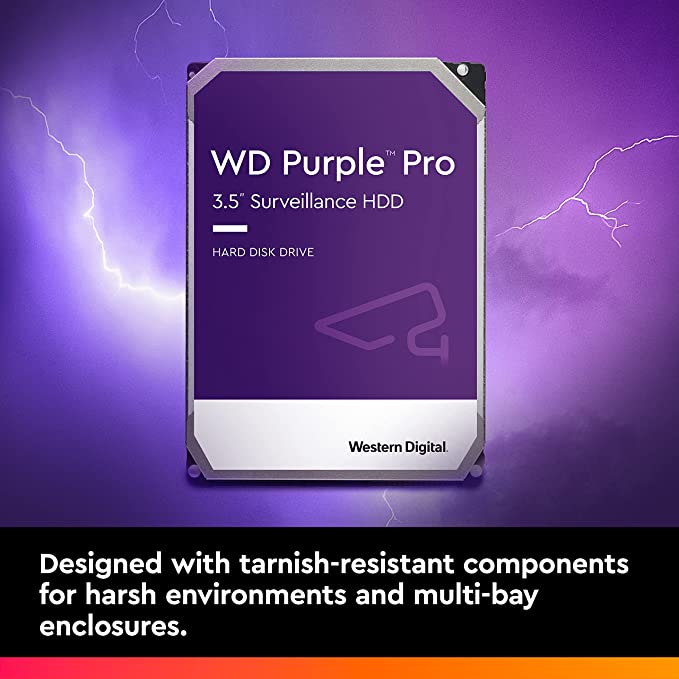 WD Purple™ Pro
3.5" Surveillance HDD
HARD DISK DRIVE
Western Digital.
Designed with tarnish-resistant components
for harsh environments and multi-bay
enclosures.